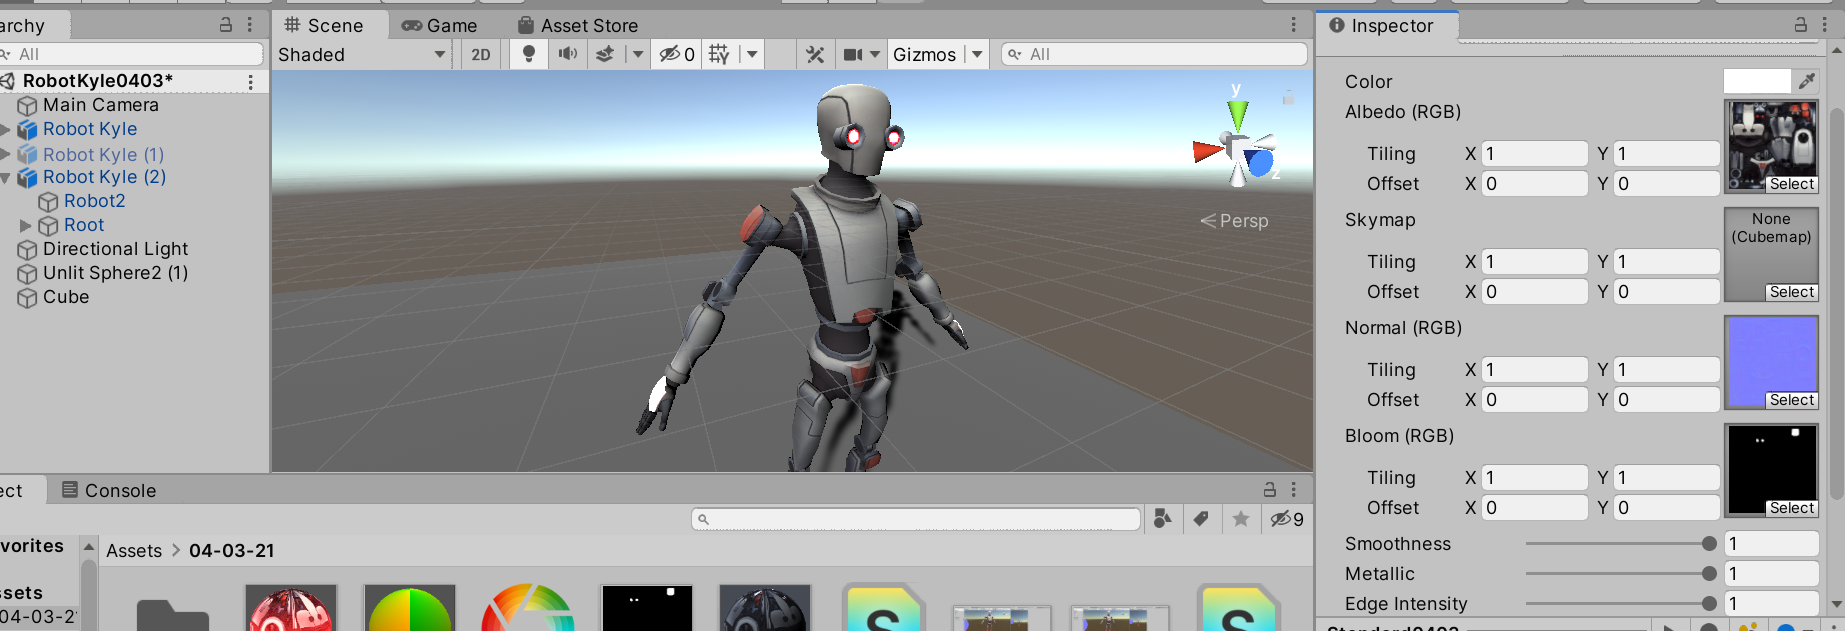 archy
All
RobotKyle0403*
Main Camera
Robot Kyle
Robot Kyle (1)
Robot Kyle (2)
Robot2
Root
Directional Light
Unlit Sphere2 (1)
Cube
Scene Game Asset Store
Shaded 2D 0 Gizmos All
y
z
Persp
Inspector
Color
Albedo (RGB)
Tiling X 1 Y 1
Offset X 0 Y 0
Select
Skymap
None
(Cubemap)
Tiling X 1 Y 1
Offset X 0 Y 0
Select
Normal (RGB)
Tiling X 1 Y 1
Offset X 0 Y 0
Select
Bloom (RGB)
Tiling X 1 Y 1
Offset X 0 Y 0
Select
Smoothness 1
Metallic 1
Edge Intensity 1
Standard0403
ect Console
9
vorites
ssets
04-03-2
Assets > 04-03-21
S
S